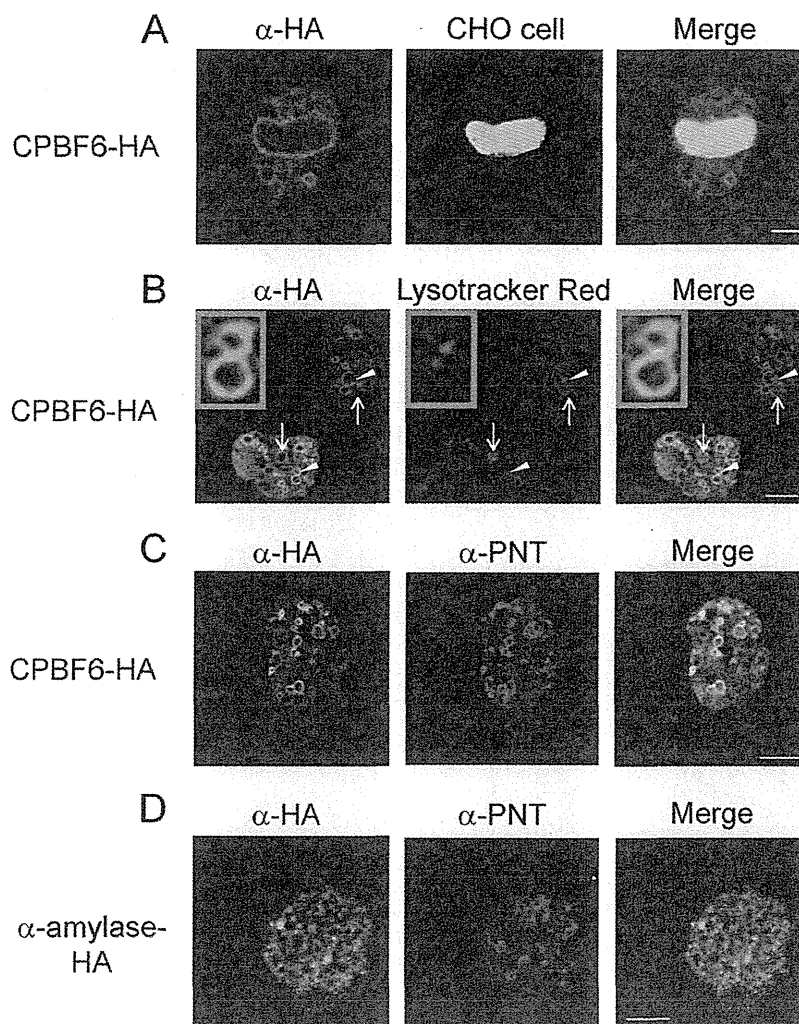 A
α-HA CHO cell Merge
CPBF6-HA
B
α-HA Lysotracker Red Merge
CPBF6-HA
C
α-HA α-PNT Merge
CPBF6-HA
D
α-HA α-PNT Merge
α-amylase-
HA